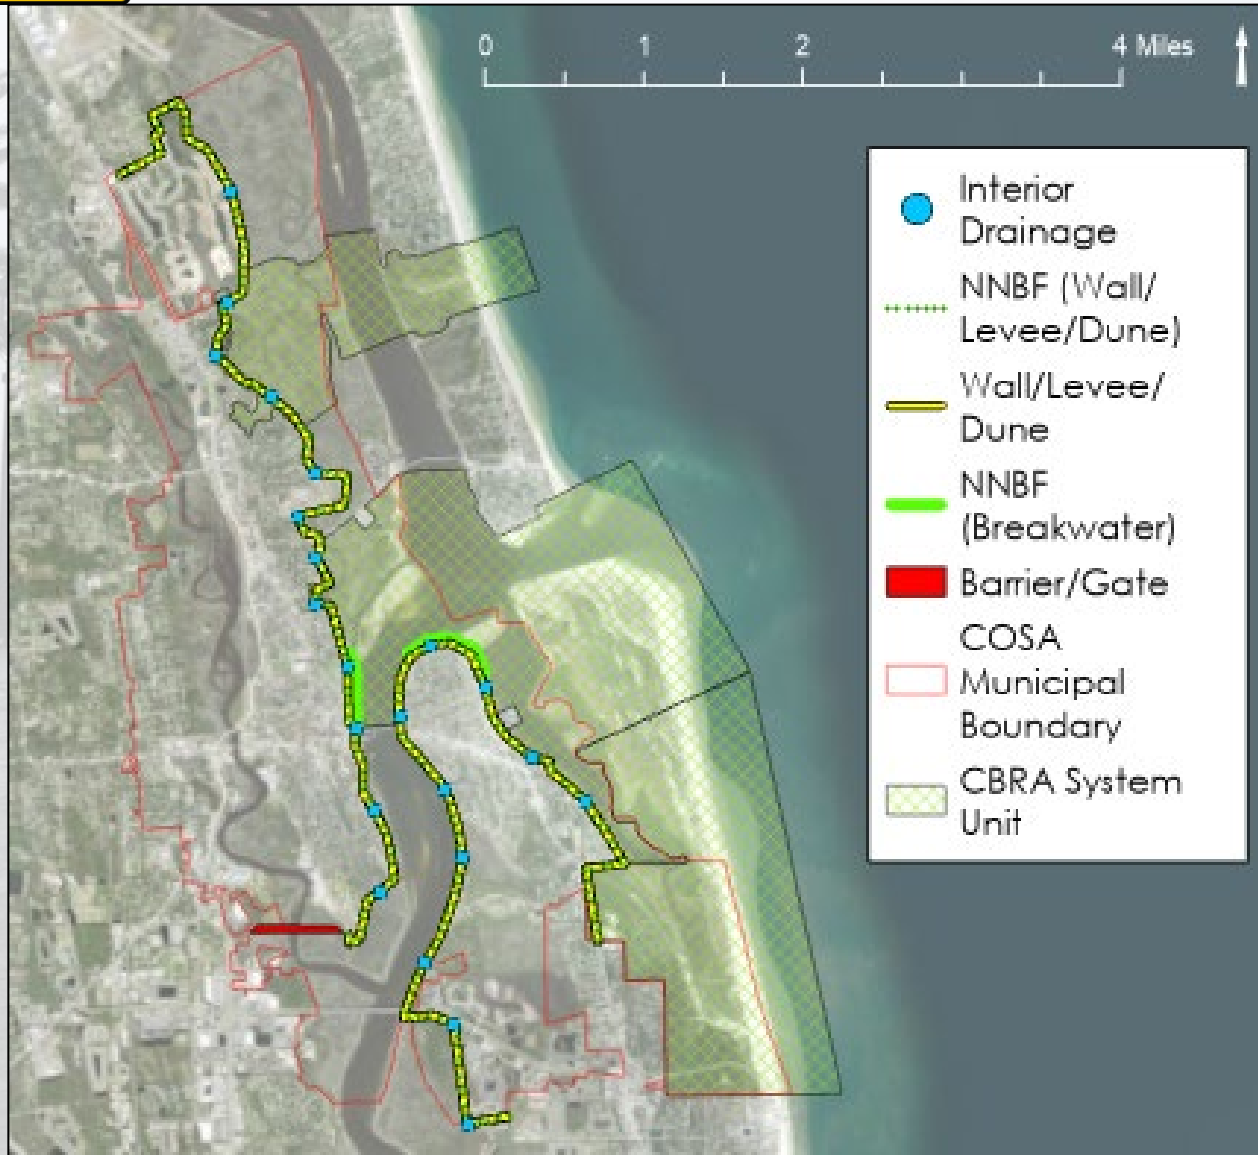 0 1 2 4 Miles
Interior
Drainage
NNBF (Wall/
Levee/Dune)
Wall/Levee/
Dune
NNBF
(Breakwater)
Barrier/Gate
COSA
Municipal
Boundary
CBRA System
Unit